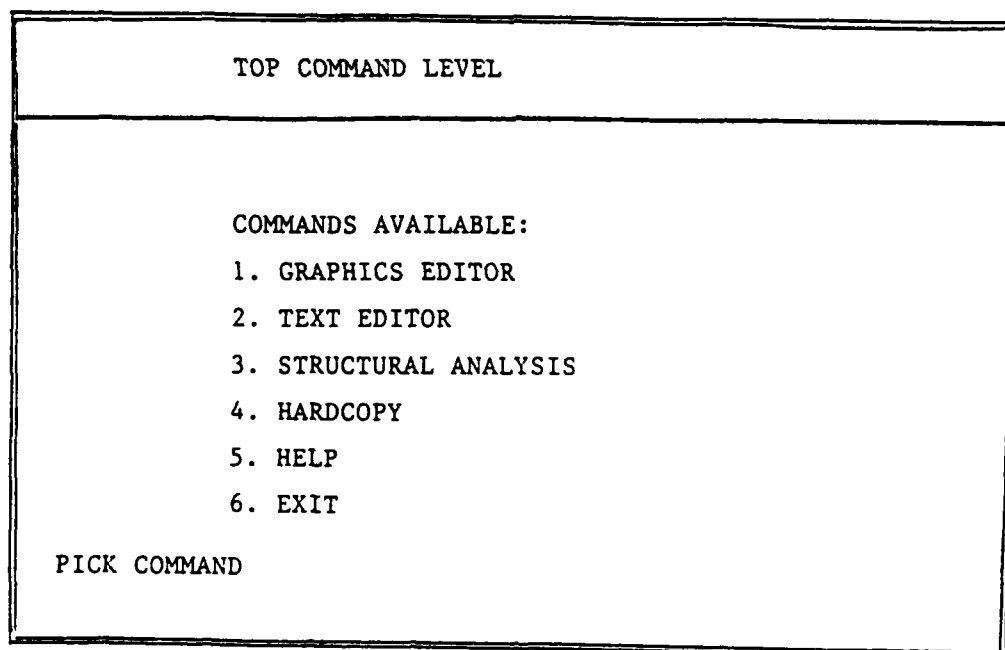 TOP COMMAND LEVEL
COMMANDS AVAILABLE:
1. GRAPHICS EDITOR
2. TEXT EDITOR
3. STRUCTURAL ANALYSIS
4. HARDCOPY
5. HELP
6. EXIT
PICK COMMAND